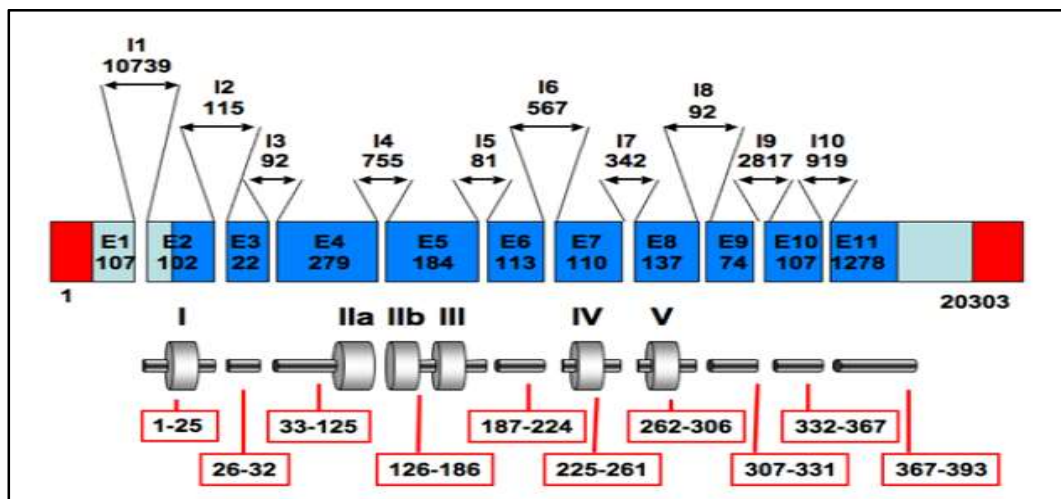 I1
10739
I2
115
I3
92
I4
755
I5
81
I6
567
I7
342
I8
92
I9
2817
I10
919
E1
107
E2
102
E3
22
E4
279
E5
184
E6
113
E7
110
E8
137
E9
74
E10
107
E11
1278
1
20303
I
IIa
IIb
III
IV
V
1-25
33-125
187-224
262-306
332-367
26-32
126-186
225-261
307-331
367-393